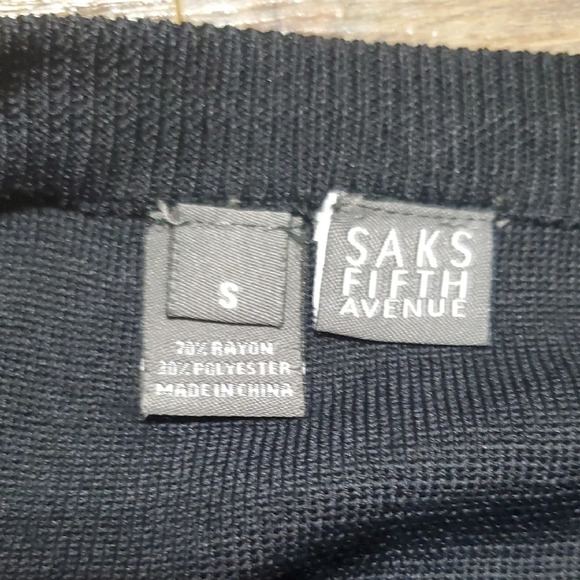 S
70% RAYON
30% POLYESTER
MADE IN CHINA
SAKS
FIFTH
AVENUE